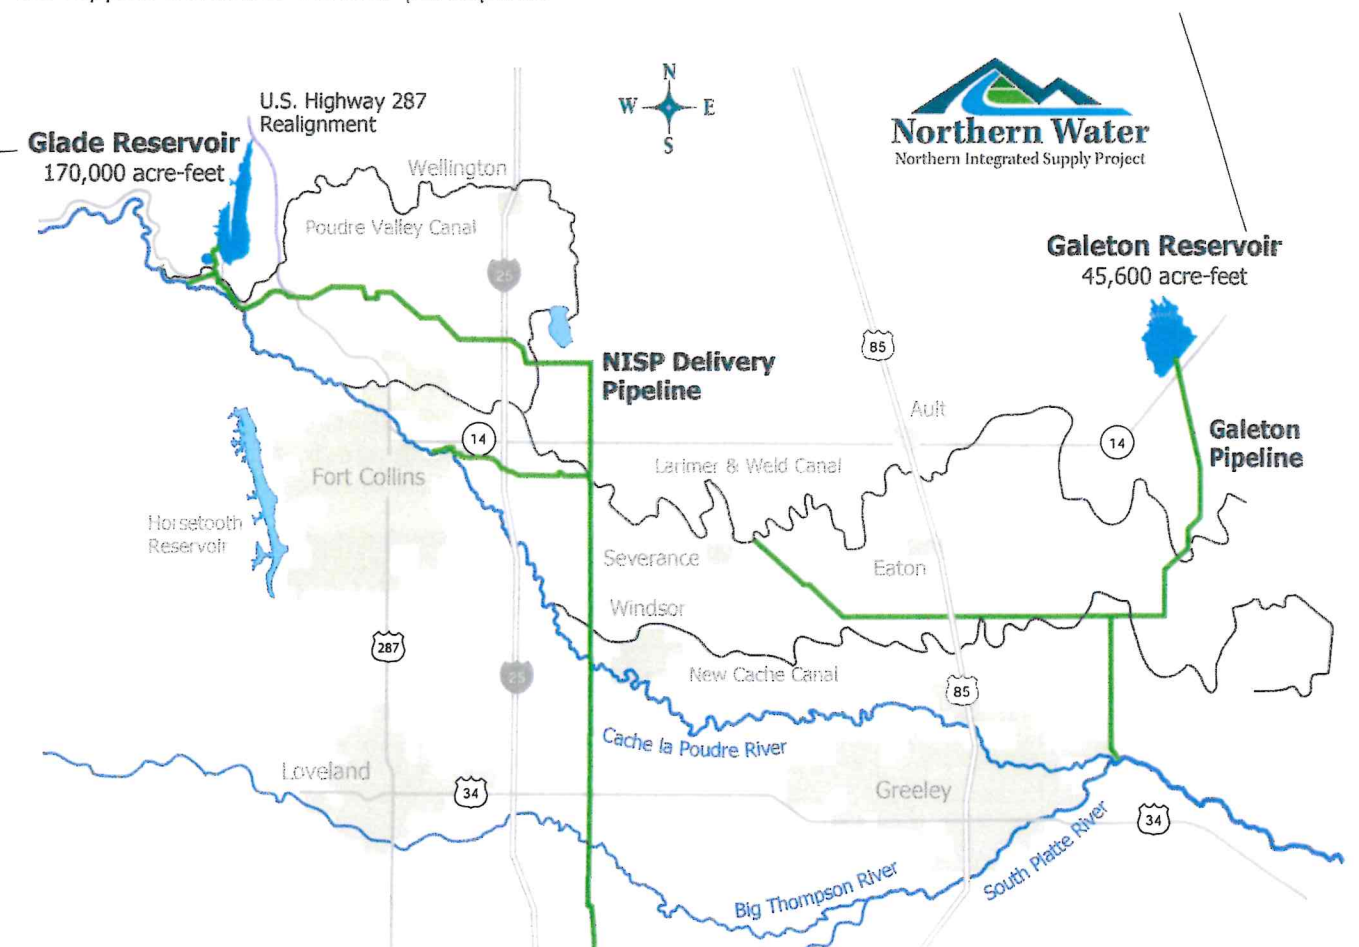 N
W E
S
Northern Water
Northern Integrated Supply Project
U.S. Highway 287
Realignment
Glade Reservoir
170,000 acre-feet
Wellington
Poudre Valley Canal
25
Galeton Reservoir
45,600 acre-feet
85
NISP Delivery
Pipeline
Ault
14
14
Galeton
Pipeline
Larimer & Weld Canal
Fort Collins
Horsetooth
Reservoir
Severance
Eaton
Windsor
287
25
New Cache Canal
85
Cache la Poudre River
Loveland
34
Greeley
34
South Platte River
Big Thompson River